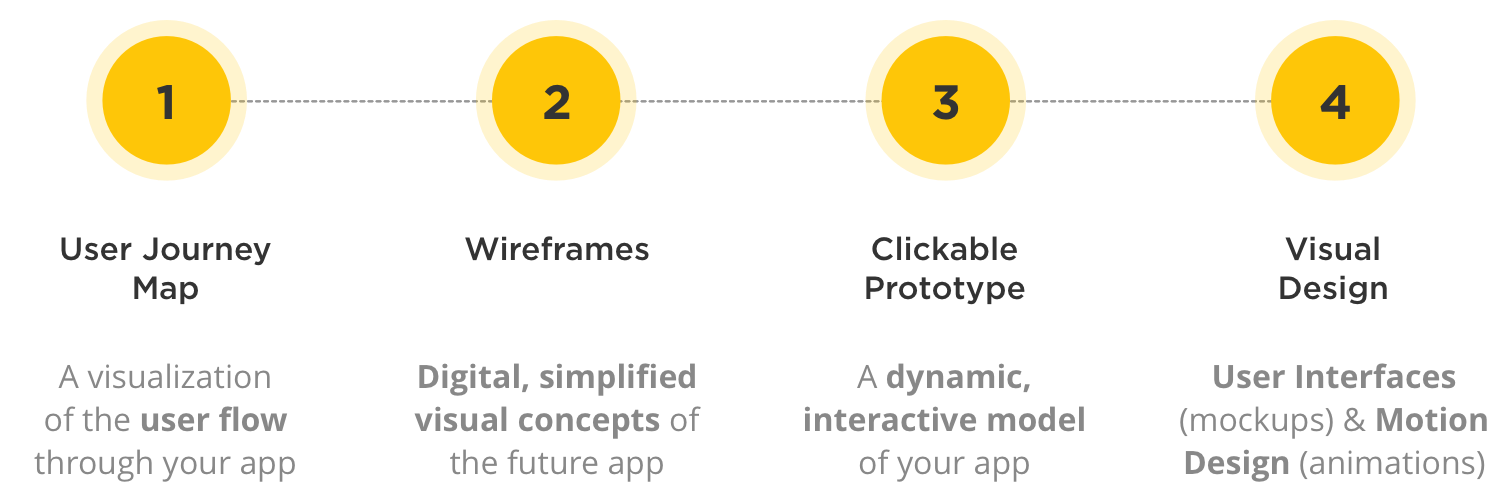 1
2
3
4
User Journey
Map
Wireframes
Clickable
Prototype
Visual
Design
A visualization
of the user flow
through your app
Digital, simplified
visual concepts of
the future app
A dynamic,
interactive model
of your app
User Interfaces
(mockups) & Motion
Design (animations)